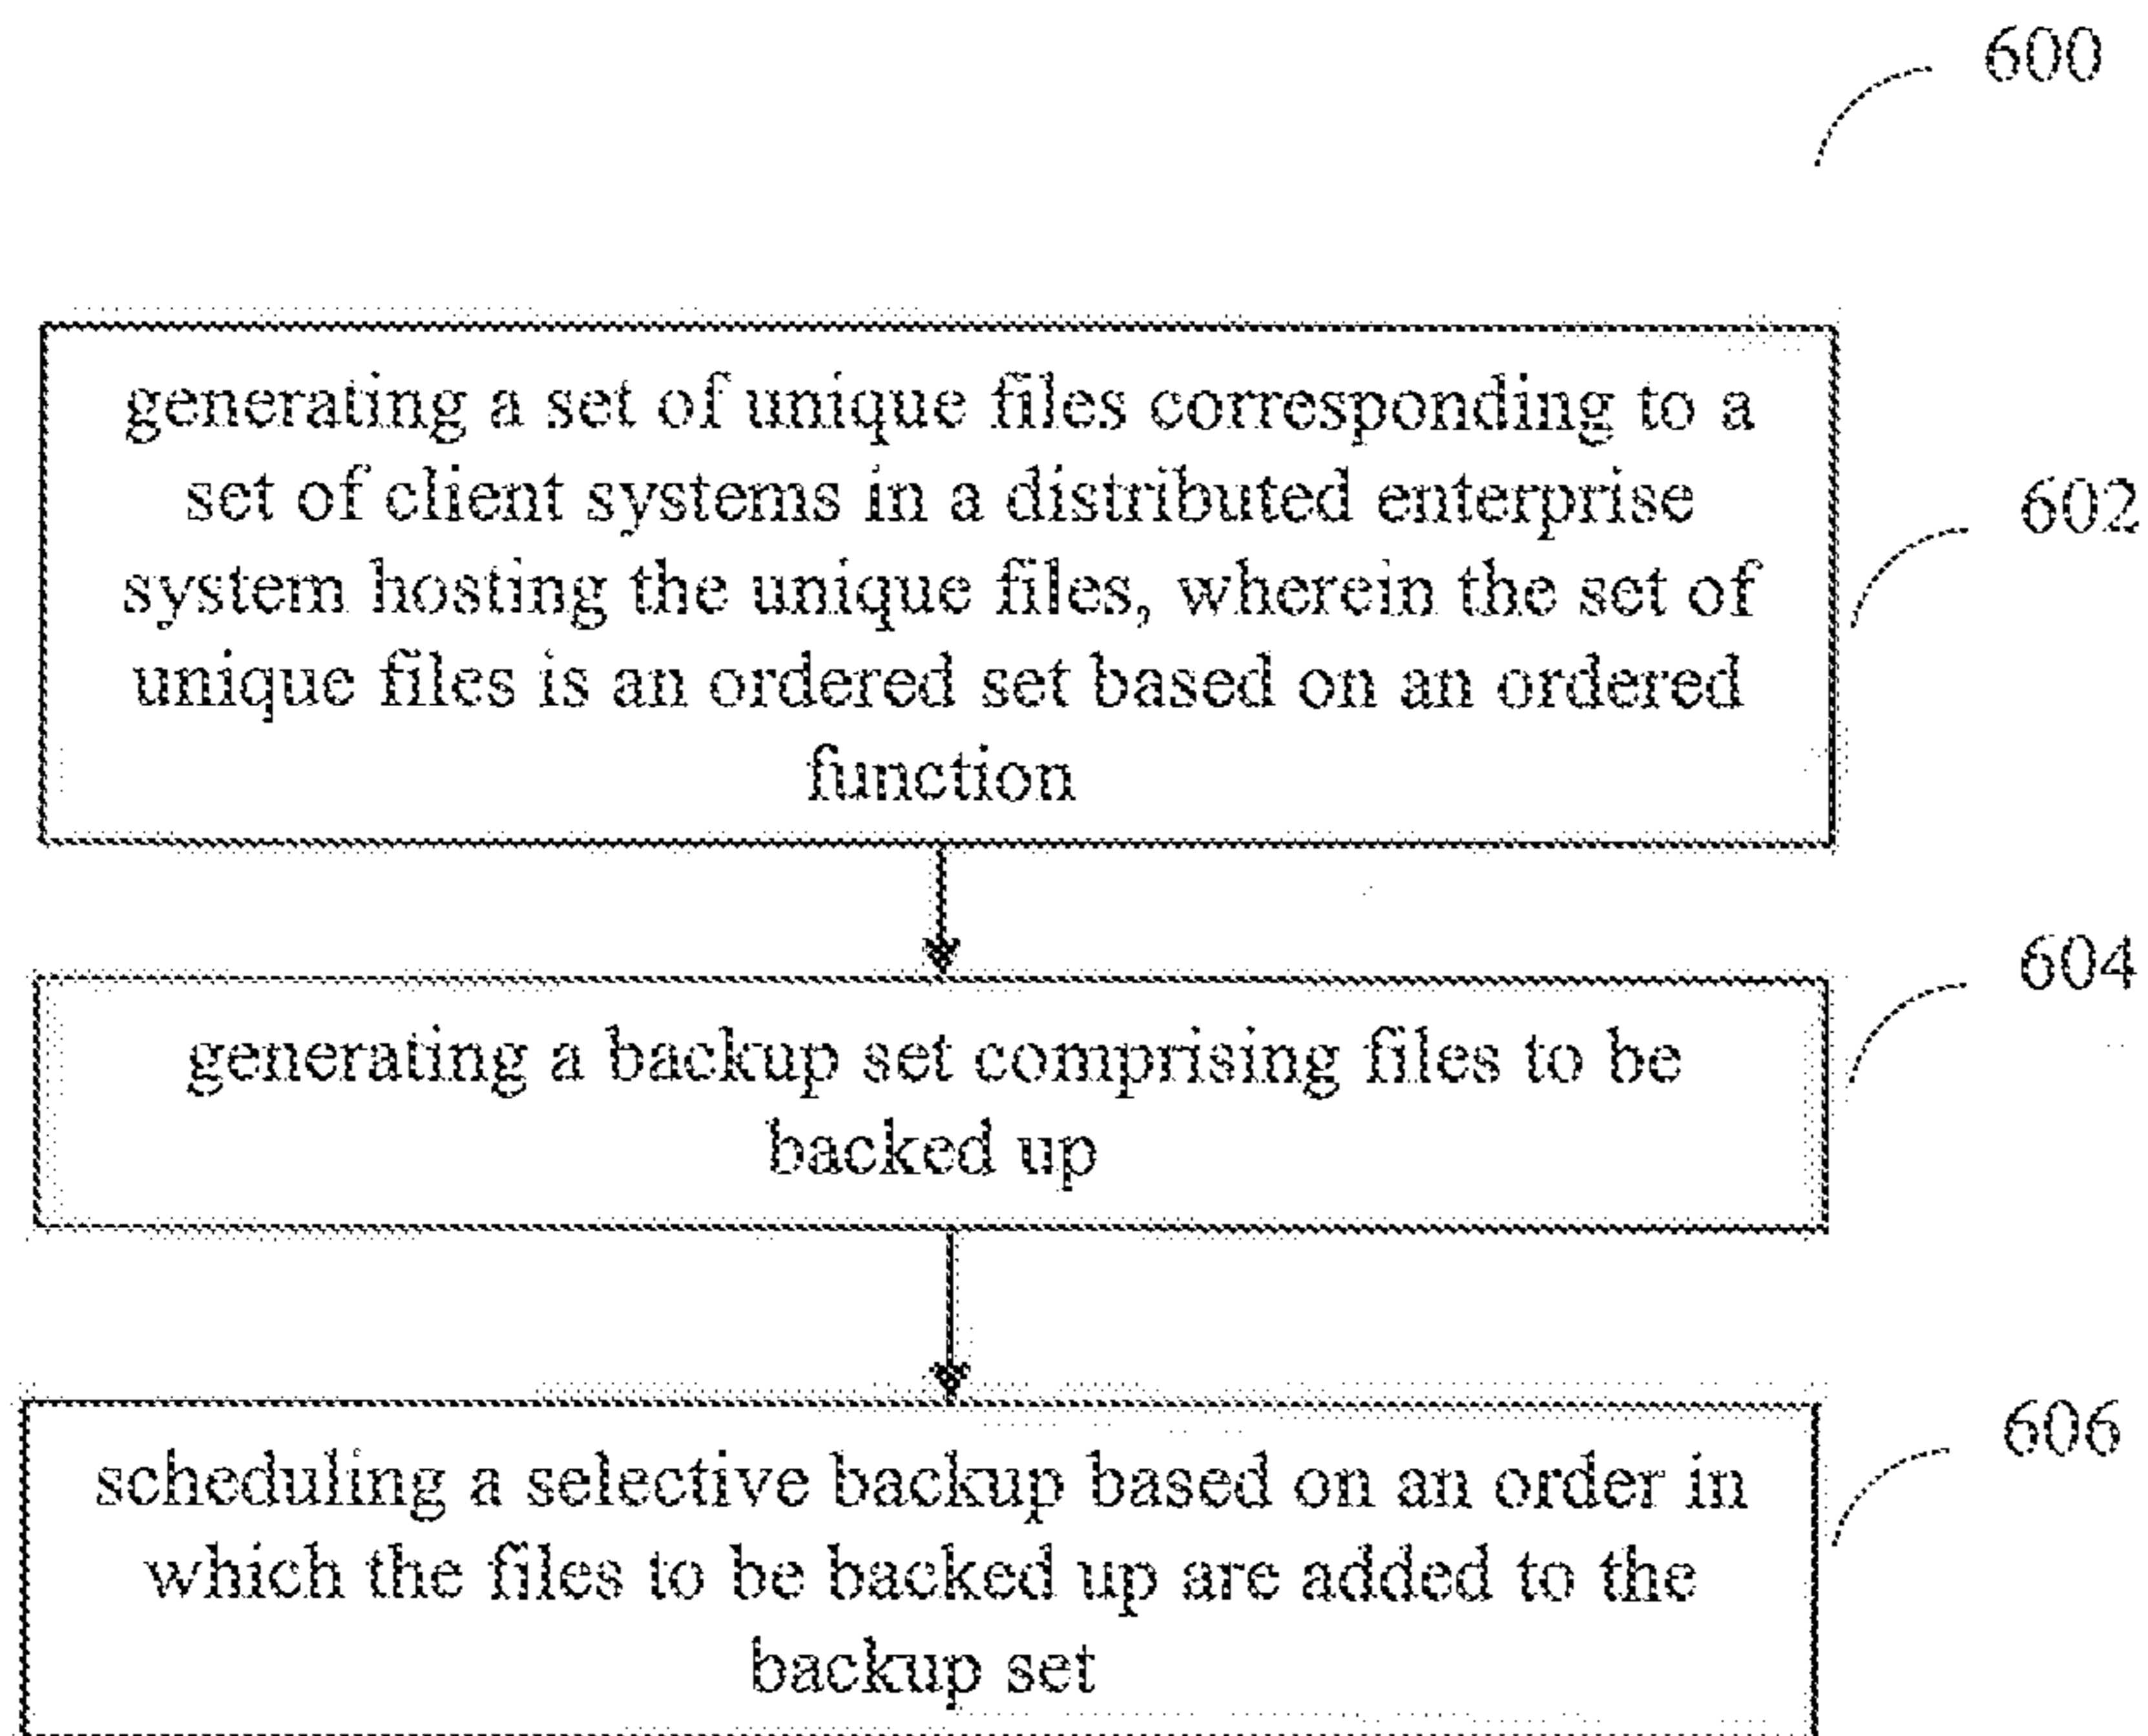 600
generating a set of unique files corresponding to a
set of client systems in a distributed enterprise
system hosting the unique files, wherein the set of
unique files is an ordered set based on an ordered
function
602
generating a backup set comprising files to be
backed up
604
scheduling a selective backup based on an order in
which the files to be backed up are added to the
backup set
606